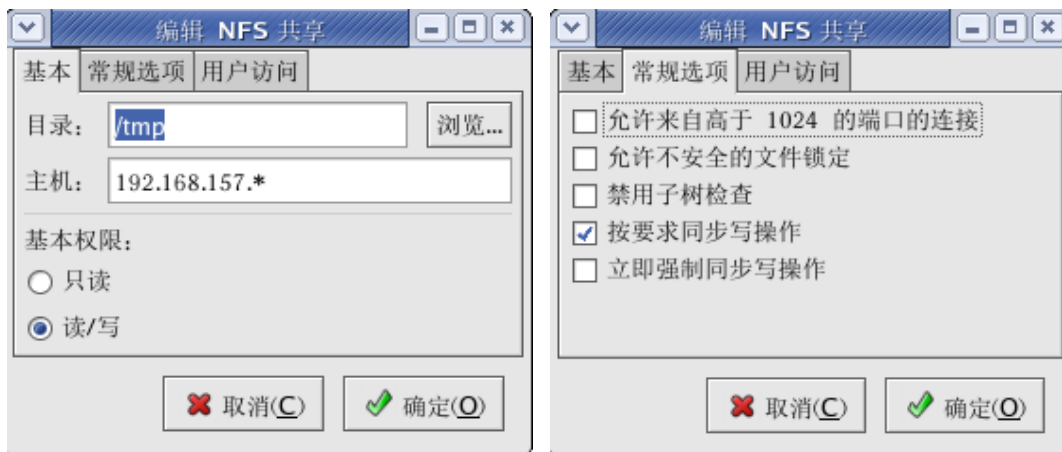 编辑 NFS 共享
基本 常规选项 用户访问
目录： /tmp 浏览...
主机： 192.168.157.*
基本权限：
只读
读/写
取消(C) 确定(O)
编辑 NFS 共享
基本 常规选项 用户访问
允许来自高于 1024 的端口的连接
允许不安全的文件锁定
禁用子树检查
按要求同步写操作
立即强制同步写操作
取消(C) 确定(O)